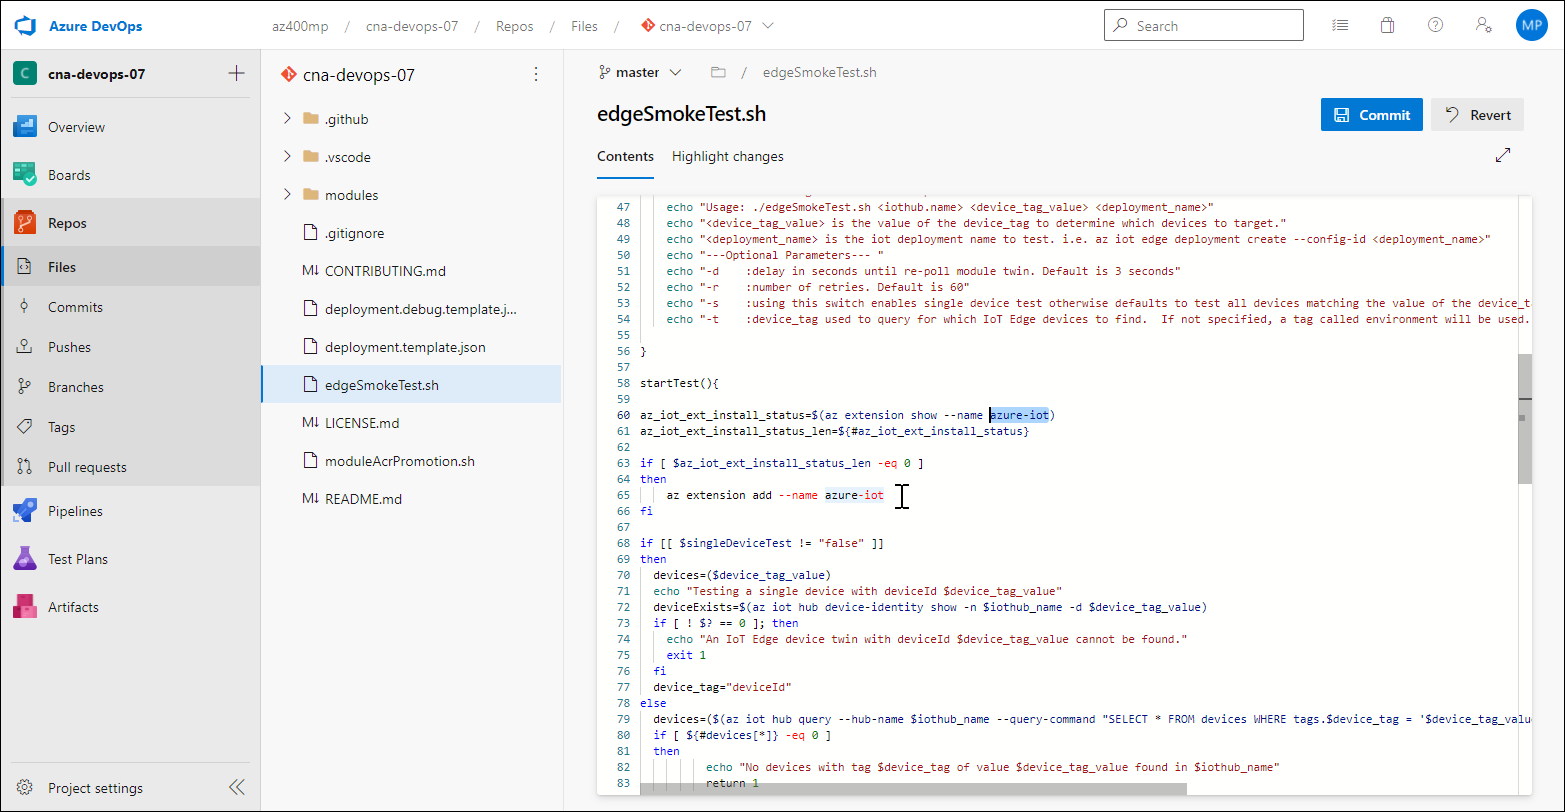 Azure DevOps
az400mp / cna-devops-07 / Repos / Files / cna-devops-07
Search
MP
C cna-devops-07
Overview
Boards
Repos
Files
Commits
Pushes
Branches
Tags
Pull requests
Pipelines
Test Plans
Artifacts
Project settings
cna-devops-07
.github
.vscode
modules
.gitignore
M↓ CONTRIBUTING.md
deployment.debug.template.j...
deployment.template.json
edgeSmokeTest.sh
M↓ LICENSE.md
moduleAcrPromotion.sh
M↓ README.md
master / edgeSmokeTest.sh
edgeSmokeTest.sh
Commit
Revert
Contents Highlight changes
47 echo "Usage: ./edgeSmokeTest.sh <iothub.name> <device_tag_value> <deployment_name>"
48 echo "<device_tag_value> is the value of the device_tag to determine which devices to target."
49 echo "<deployment_name> is the iot deployment name to test. i.e. az iot edge deployment create --config-id <deployment_name>"
50 echo "---Optional Parameters--- "
51 echo "-d    :delay in seconds until re-poll module twin. Default is 3 seconds"
52 echo "-r    :number of retries. Default is 60"
53 echo "-s    :using this switch enables single device test otherwise defaults to test all devices matching the value of the device_t
54 echo "-t    :device_tag used to query for which IoT Edge devices to find.  If not specified, a tag called environment will be used.
55
56 }
57
58 startTest(){
59
60 az_iot_ext_install_status=$(az extension show --name azure-iot)
61 az_iot_ext_install_status_len=${#az_iot_ext_install_status}
62
63 if [ $az_iot_ext_install_status_len -eq 0 ]
64 then
65 az extension add --name azure-iot
66 fi
67
68 if [[ $singleDeviceTest != "false" ]]
69 then
70 devices=($device_tag_value)
71 echo "Testing a single device with deviceId $device_tag_value"
72 deviceExists=$(az iot hub device-identity show -n $iothub_name -d $device_tag_value)
73 if [ ! $? == 0 ]; then
74 echo "An IoT Edge device twin with deviceId $device_tag_value cannot be found."
75 exit 1
76 fi
77 device_tag="deviceId"
78 else
79 devices=($(az iot hub query --hub-name $iothub_name --query-command "SELECT * FROM devices WHERE tags.$device_tag = '$device_tag_valu
80 if [ ${#devices[*]} -eq 0 ]
81 then
82 echo "No devices with tag $device_tag of value $device_tag_value found in $iothub_name"
83 return 1